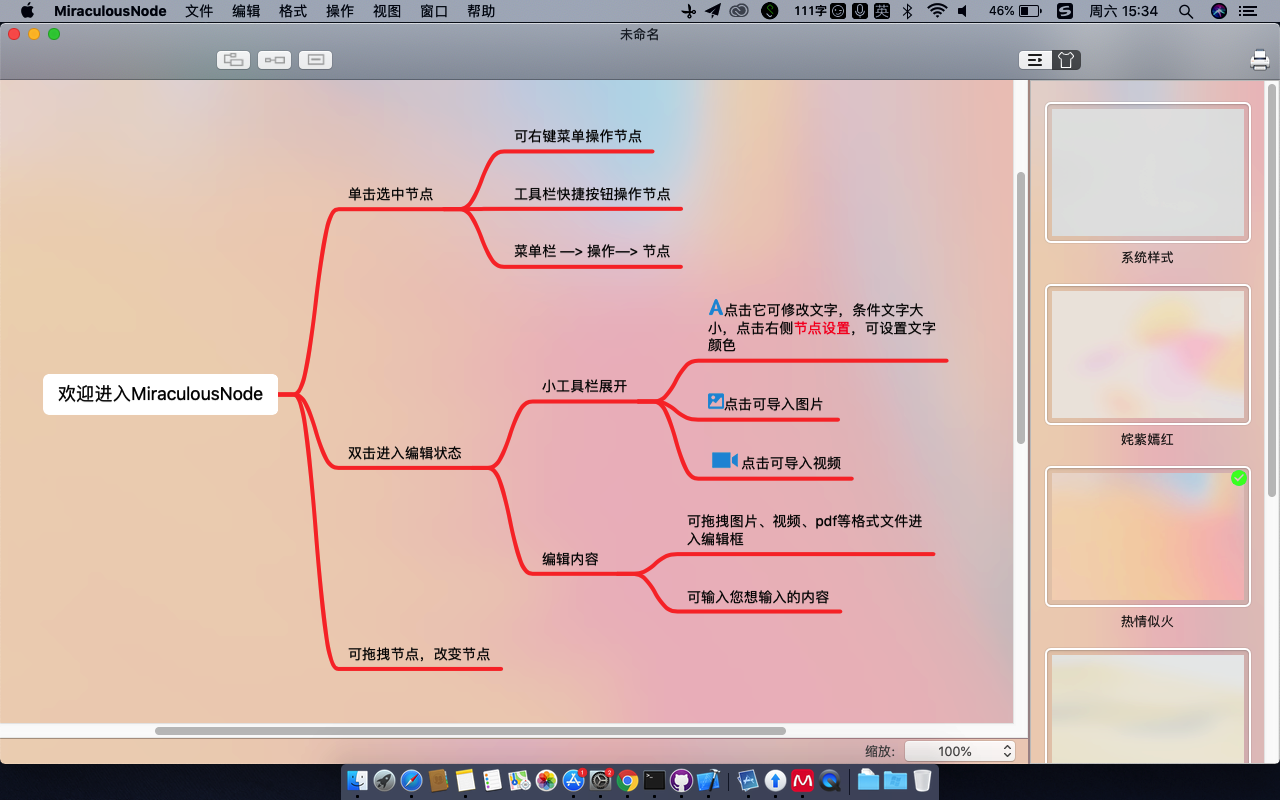 MiraculousNode 文件 编辑 格式 操作 视图 窗口 帮助 111字 英 46% 周六 15:34
未命名
可右键菜单操作节点
单击选中节点
工具栏快捷按钮操作节点
菜单栏 —> 操作—> 节点
A点击它可修改文字，条件文字大
小，点击右侧节点设置，可设置文字
颜色
欢迎进入MiraculousNode
小工具栏展开
点击可导入图片
双击进入编辑状态
点击可导入视频
可拖拽图片、视频、pdf等格式文件进
入编辑框
编辑内容
可输入您想输入的内容
可拖拽节点，改变节点
系统样式
姹紫嫣红
热情似火
缩放:
100%
1
2